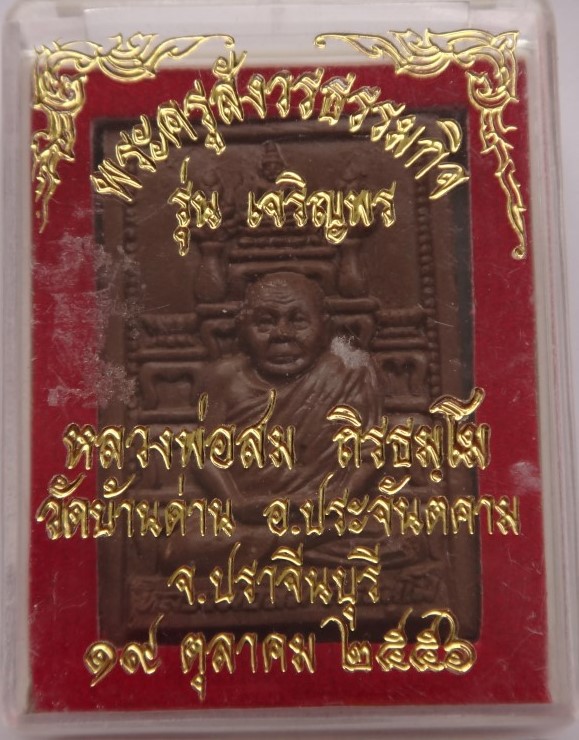 พระครูสังวรธรรมกิจ
รุ่น เจริญพร
หลวงพ่อสม ถิรธมฺโม
วัดบ้านด่าน อ.ประจันตคาม
จ.ปราจีนบุรี
๑๙ ตุลาคม ๒๕๕๖